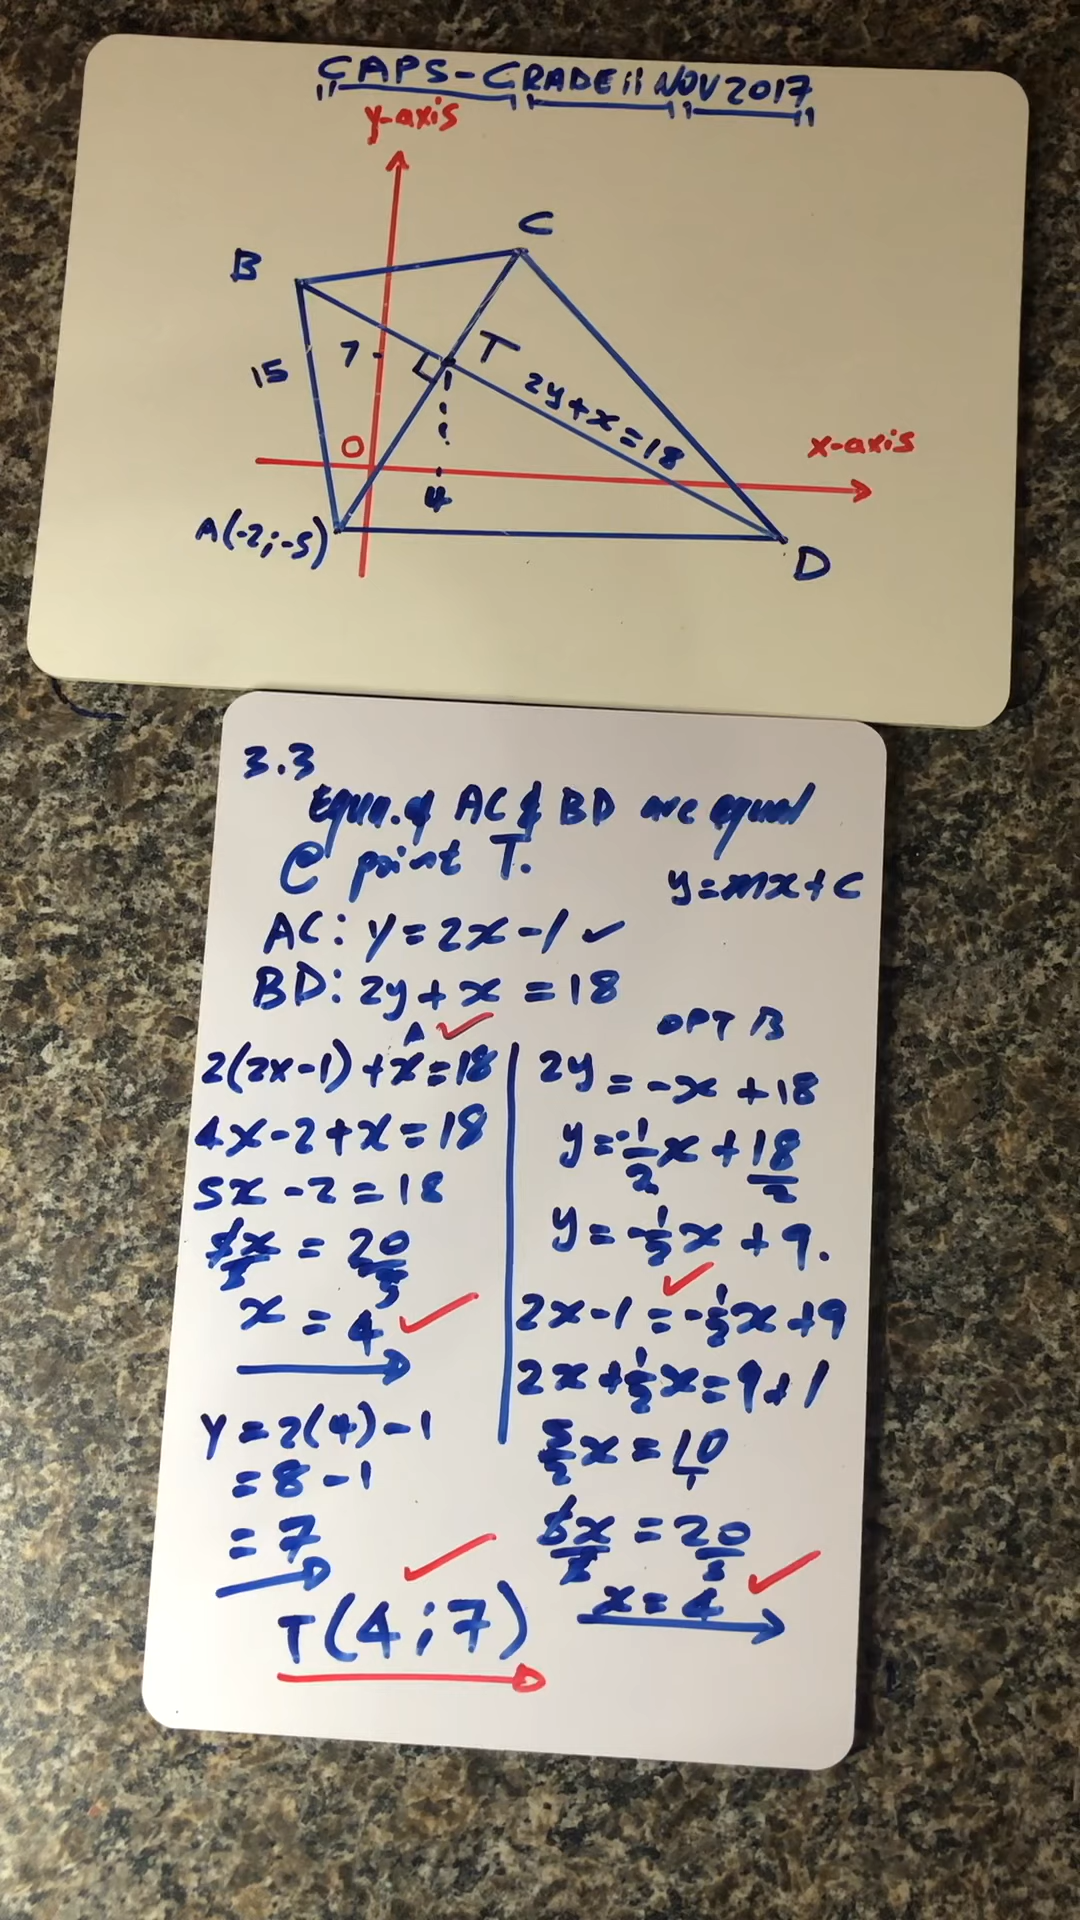 CAPS-GRADE 11 NOV 2017
y-axis
C
B
7
T
15
2y+x=18
O
x-axis
4
A(-2;-5)
D
3.3
Equn. of AC & BD are equal
@ point T.
y=mx+c
AC: y=2x-1 ✓
BD: 2y+x=18
A ✓
2(2x-1)+x=18
4x-2+x=18
5x-2=18
5x/5 = 20/5
x = 4 ✓
y=2(4)-1
=8-1
=7
✓
T(4;7)
OPT B
2y=-x+18
y=-1/2x+18/2
y=-1/2x+9.
✓
2x-1=-1/2x+9
2x+1/2x=9+1
5/2x=10/1
5x/5=20/5
x=4 ✓